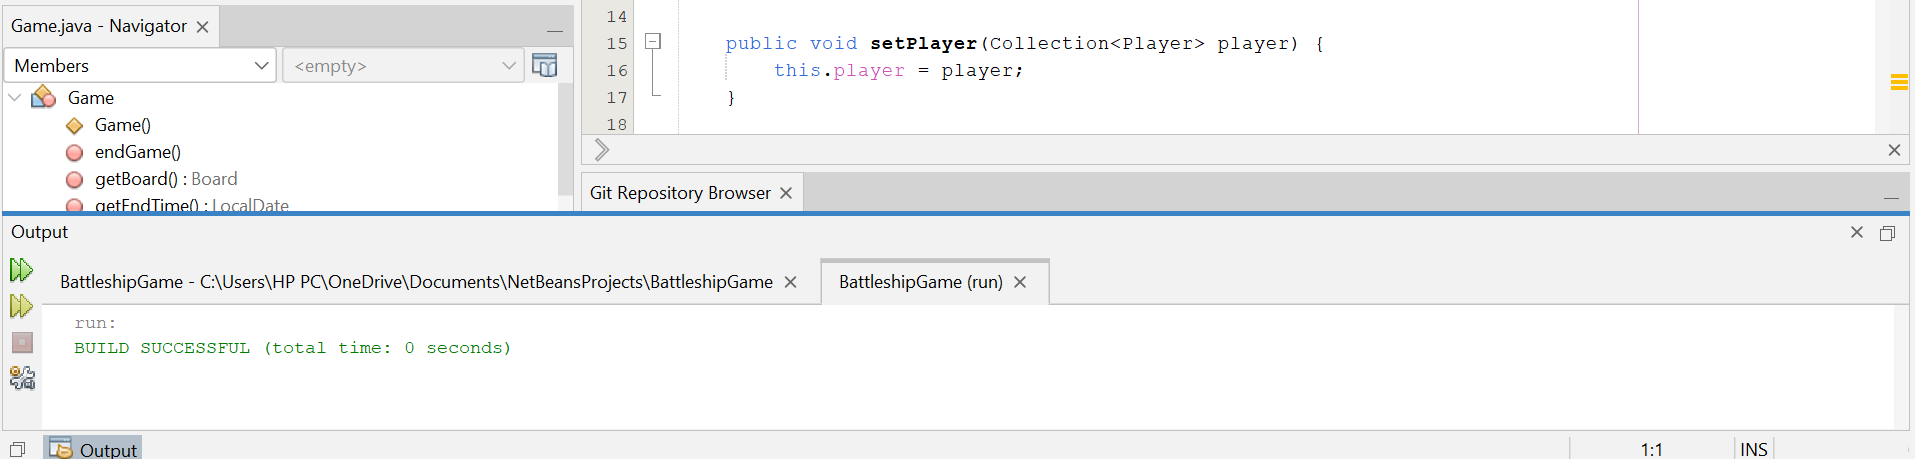 Game.java - Navigator
Members
<empty>
Game
Game()
endGame()
getBoard() : Board
getEndTime() : LocalDate
14
15 public void setPlayer(Collection<Player> player) {
16 this.player = player;
17 }
18
Git Repository Browser
Output
BattleshipGame - C:\Users\HP PC\OneDrive\Documents\NetBeansProjects\BattleshipGame
BattleshipGame (run)
run:
BUILD SUCCESSFUL (total time: 0 seconds)
Output
1:1
INS